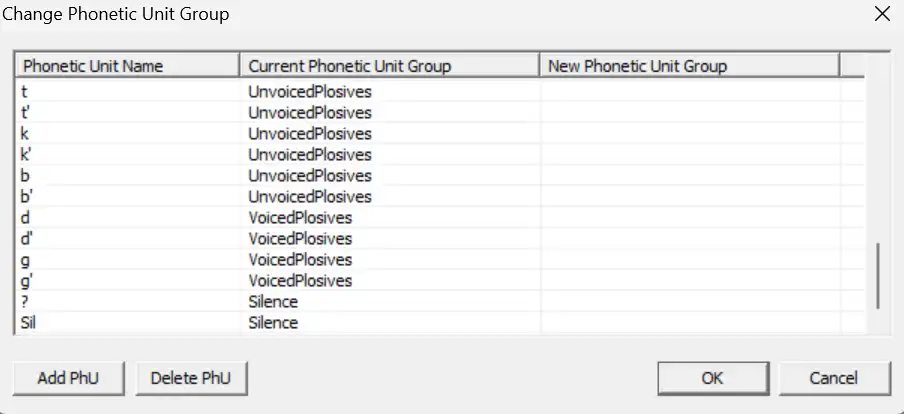 Change Phonetic Unit Group
Phonetic Unit Name Current Phonetic Unit Group New Phonetic Unit Group
t UnvoicedPlosives
t' UnvoicedPlosives
k UnvoicedPlosives
k' UnvoicedPlosives
b UnvoicedPlosives
b' UnvoicedPlosives
d VoicedPlosives
d' VoicedPlosives
g VoicedPlosives
g' VoicedPlosives
? Silence
Sil Silence
Add PhU Delete PhU OK Cancel